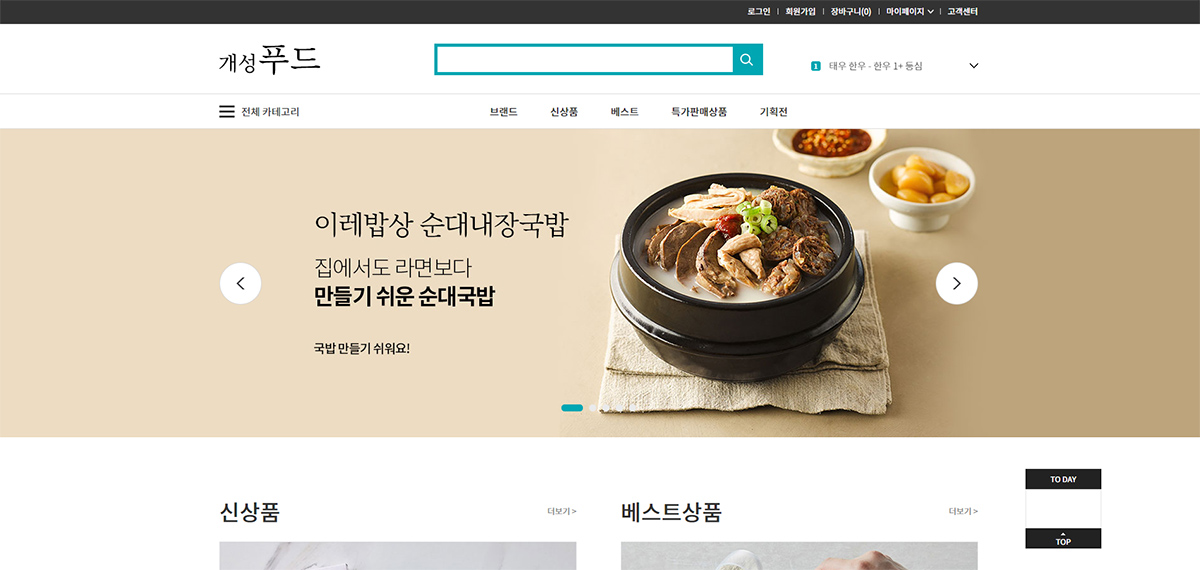 로그인 | 회원가입 | 장바구니(0) | 마이페이지 | 고객센터
개성푸드
1 태우 한우 - 한우 1+ 등심
전체 카테고리
브랜드 신상품 베스트 특가판매상품 기획전
이레밥상 순대내장국밥
집에서도 라면보다
만들기 쉬운 순대국밥
국밥 만들기 쉬워요!
TO DAY
신상품 더보기 >
베스트상품 더보기 >
TOP